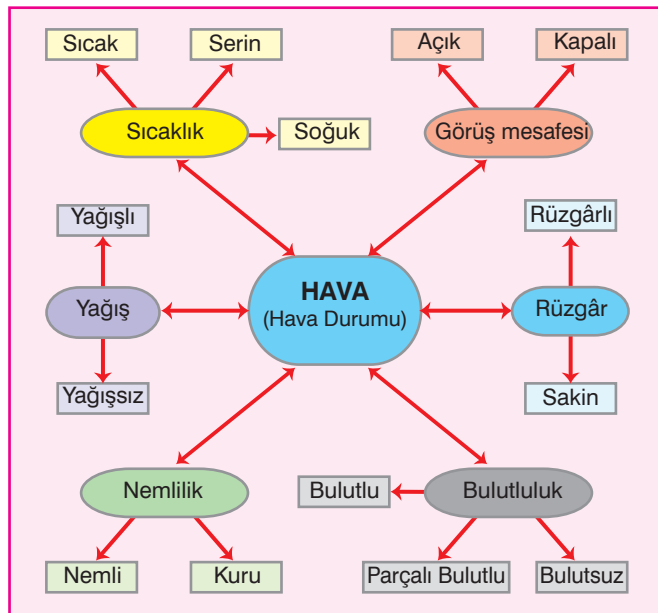 Sıcak
Serin
Açık
Kapalı
Sıcaklık
Soğuk
Görüş mesafesi
Yağışlı
Rüzgârlı
HAVA
(Hava Durumu)
Yağış
Rüzgâr
Yağışsız
Sakin
Nemlilik
Bulutlu
Bulutluluk
Nemli
Kuru
Parçalı Bulutlu
Bulutsuz